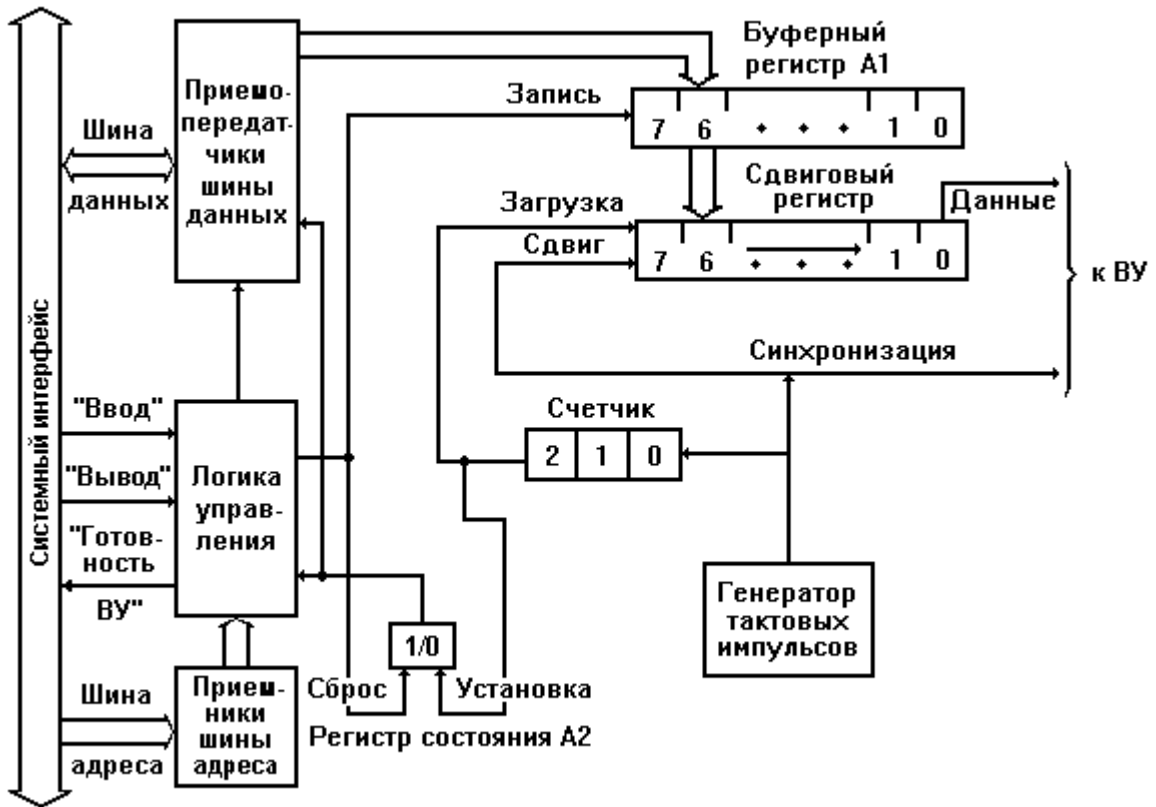 Системный интерфейс
Приемо-
передат-
чики
шины
данных
Шина
данных
Буферный
регистр А1
Запись
7 6 • • • 1 0
Сдвиговый
регистр
Загрузка
Сдвиг
7 6 • • • 1 0
Данные
к ВУ
Синхронизация
"Ввод"
"Вывод"
"Готов-
ность
ВУ"
Логика
управ-
ления
Счетчик
2 1 0
Генератор
тактовых
импульсов
1/0
Сброс
Установка
Регистр состояния А2
Шина
адреса
Прием-
ники
шины
адреса